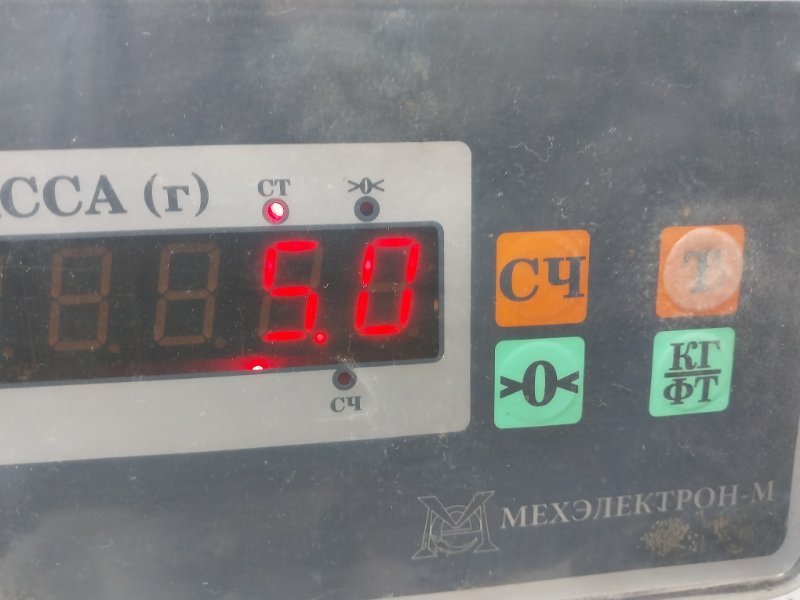 ССА (г)
СТ
>0<
5.0
СЧ
СЧ
Т
>0<
КГ
ФТ
МЕХЭЛЕКТРОН-М